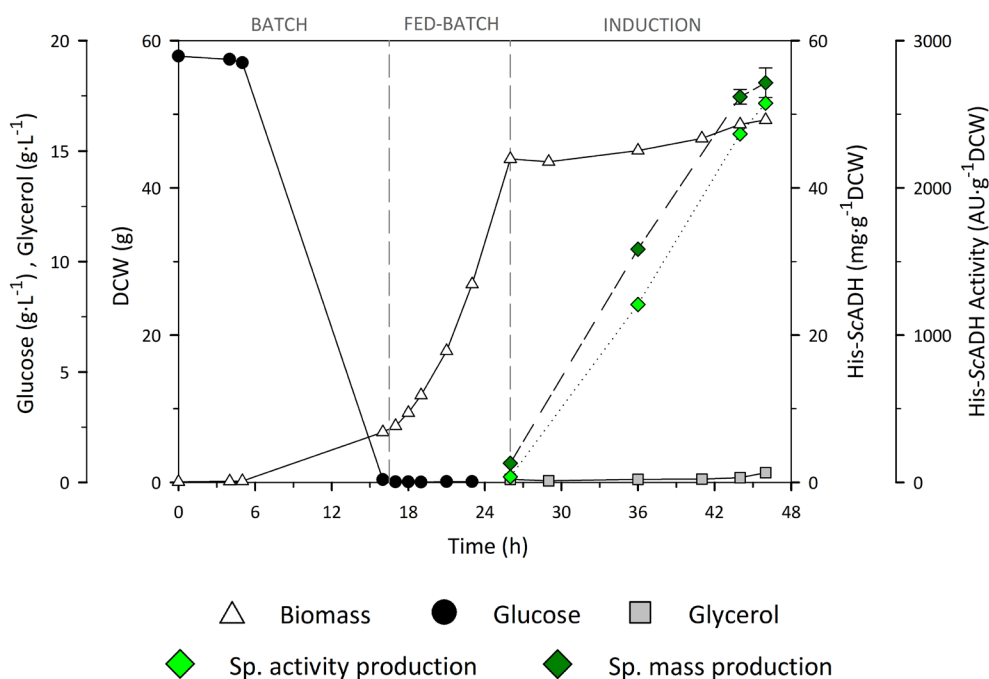 BATCH FED-BATCH INDUCTION
20 60 60 3000
15
40 40 2000
10
20 20 1000
5
0 0 0 0
Glucose (g·L⁻¹) , Glycerol (g·L⁻¹)
DCW (g)
His-ScADH (mg·g⁻¹DCW)
His-ScADH Activity (AU·g⁻¹DCW)
0 6 12 18 24 30 36 42 48
Time (h)
Biomass Glucose Glycerol
Sp. activity production Sp. mass production